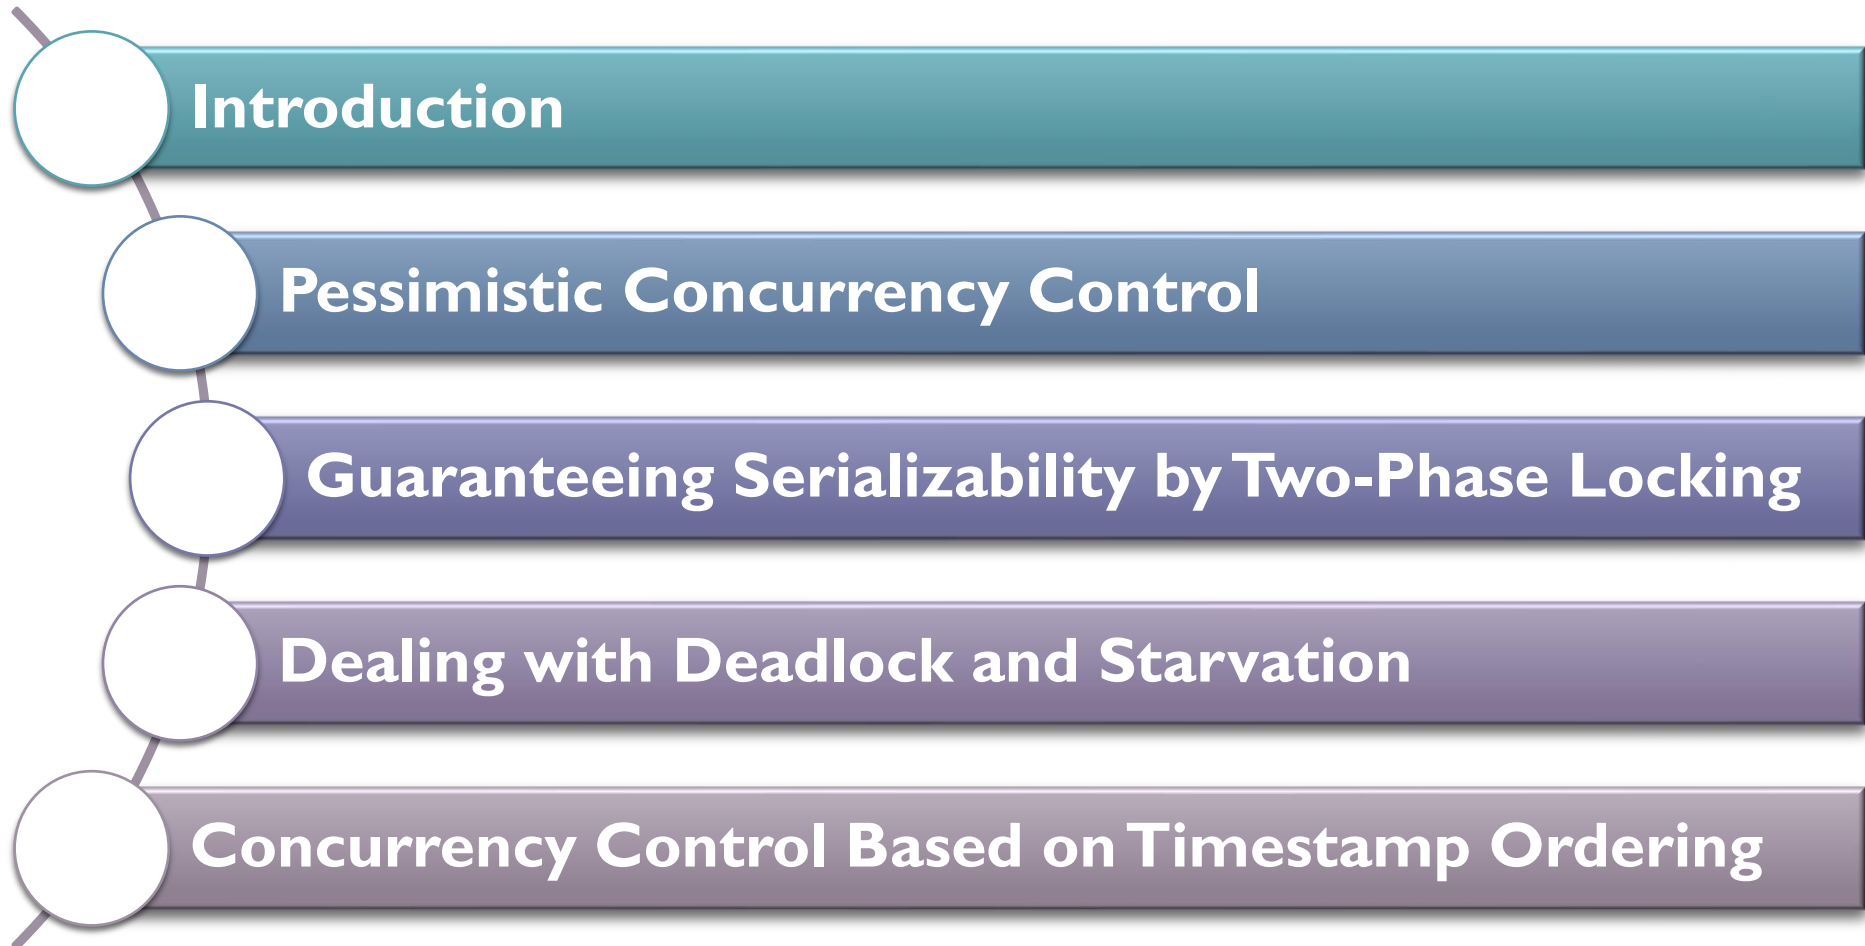 Introduction
Pessimistic Concurrency Control
Guaranteeing Serializability by Two-Phase Locking
Dealing with Deadlock and Starvation
Concurrency Control Based on Timestamp Ordering